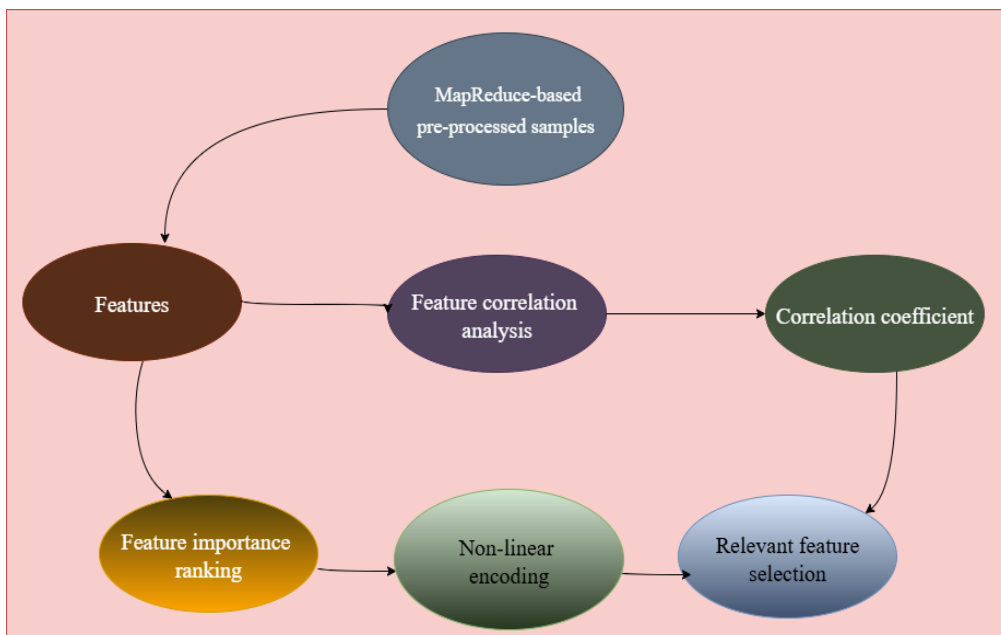 MapReduce-based
pre-processed samples
Features
Feature correlation
analysis
Correlation coefficient
Feature importance
ranking
Non-linear
encoding
Relevant feature
selection